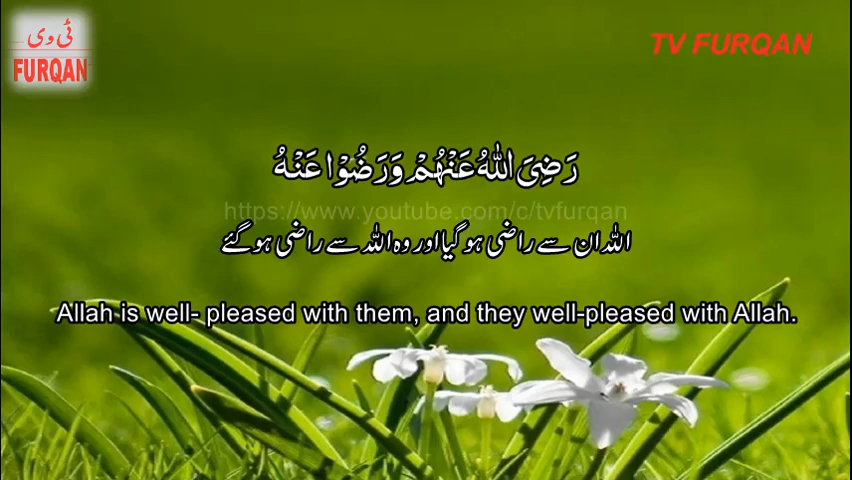 ٹی وی
FURQAN
TV FURQAN
رَضِیَ اللّٰهُ عَنْهُمْ وَ رَضُوْا عَنْهُ
https://www.youtube.com/c/tvfurqan
اللہ ان سے راضی ہو گیا اور وہ اللہ سے راضی ہو گئے
Allah is well- pleased with them, and they well-pleased with Allah.